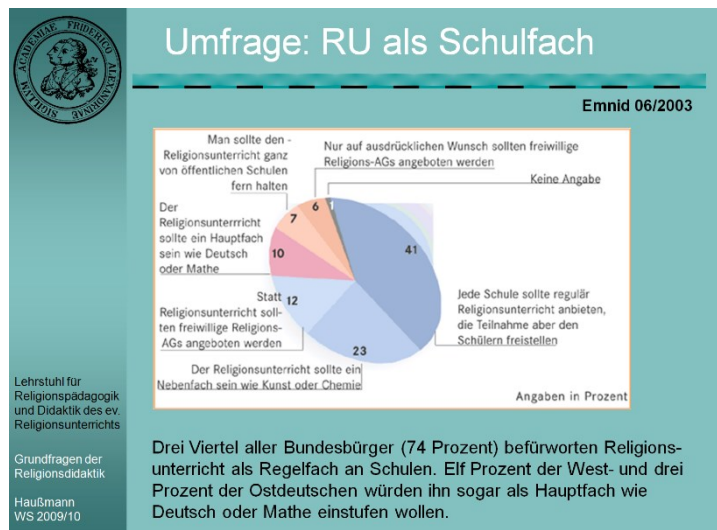 SIGILLVM ACADEMIAE FRIDERICO ALEXANDRINAE
Umfrage: RU als Schulfach
Emnid 06/2003
Man sollte den -
Religionsunterricht ganz
von öffentlichen Schulen
fern halten
Nur auf ausdrücklichen Wunsch sollten freiwillige
Religions-AGs angeboten werden
Keine Angabe
Der
Religionsunterrricht
sollte ein Hauptfach
sein wie Deutsch
oder Mathe
7
6
1
41
10
12
23
Statt
Religionsunterricht soll-
ten freiwillige Religions-
AGs angeboten werden
Jede Schule sollte regulär
Religionsunterricht anbieten,
die Teilnahme aber den
Schülern freistellen
Der Religionsunterricht sollte ein
Nebenfach sein wie Kunst oder Chemie
Angaben in Prozent
Lehrstuhl für
Religionspädagogik
und Didaktik des ev.
Religionsunterrichts
Grundfragen der
Religionsdidaktik
Haußmann
WS 2009/10
Drei Viertel aller Bundesbürger (74 Prozent) befürworten Religions-
unterricht als Regelfach an Schulen. Elf Prozent der West- und drei
Prozent der Ostdeutschen würden ihn sogar als Hauptfach wie
Deutsch oder Mathe einstufen wollen.